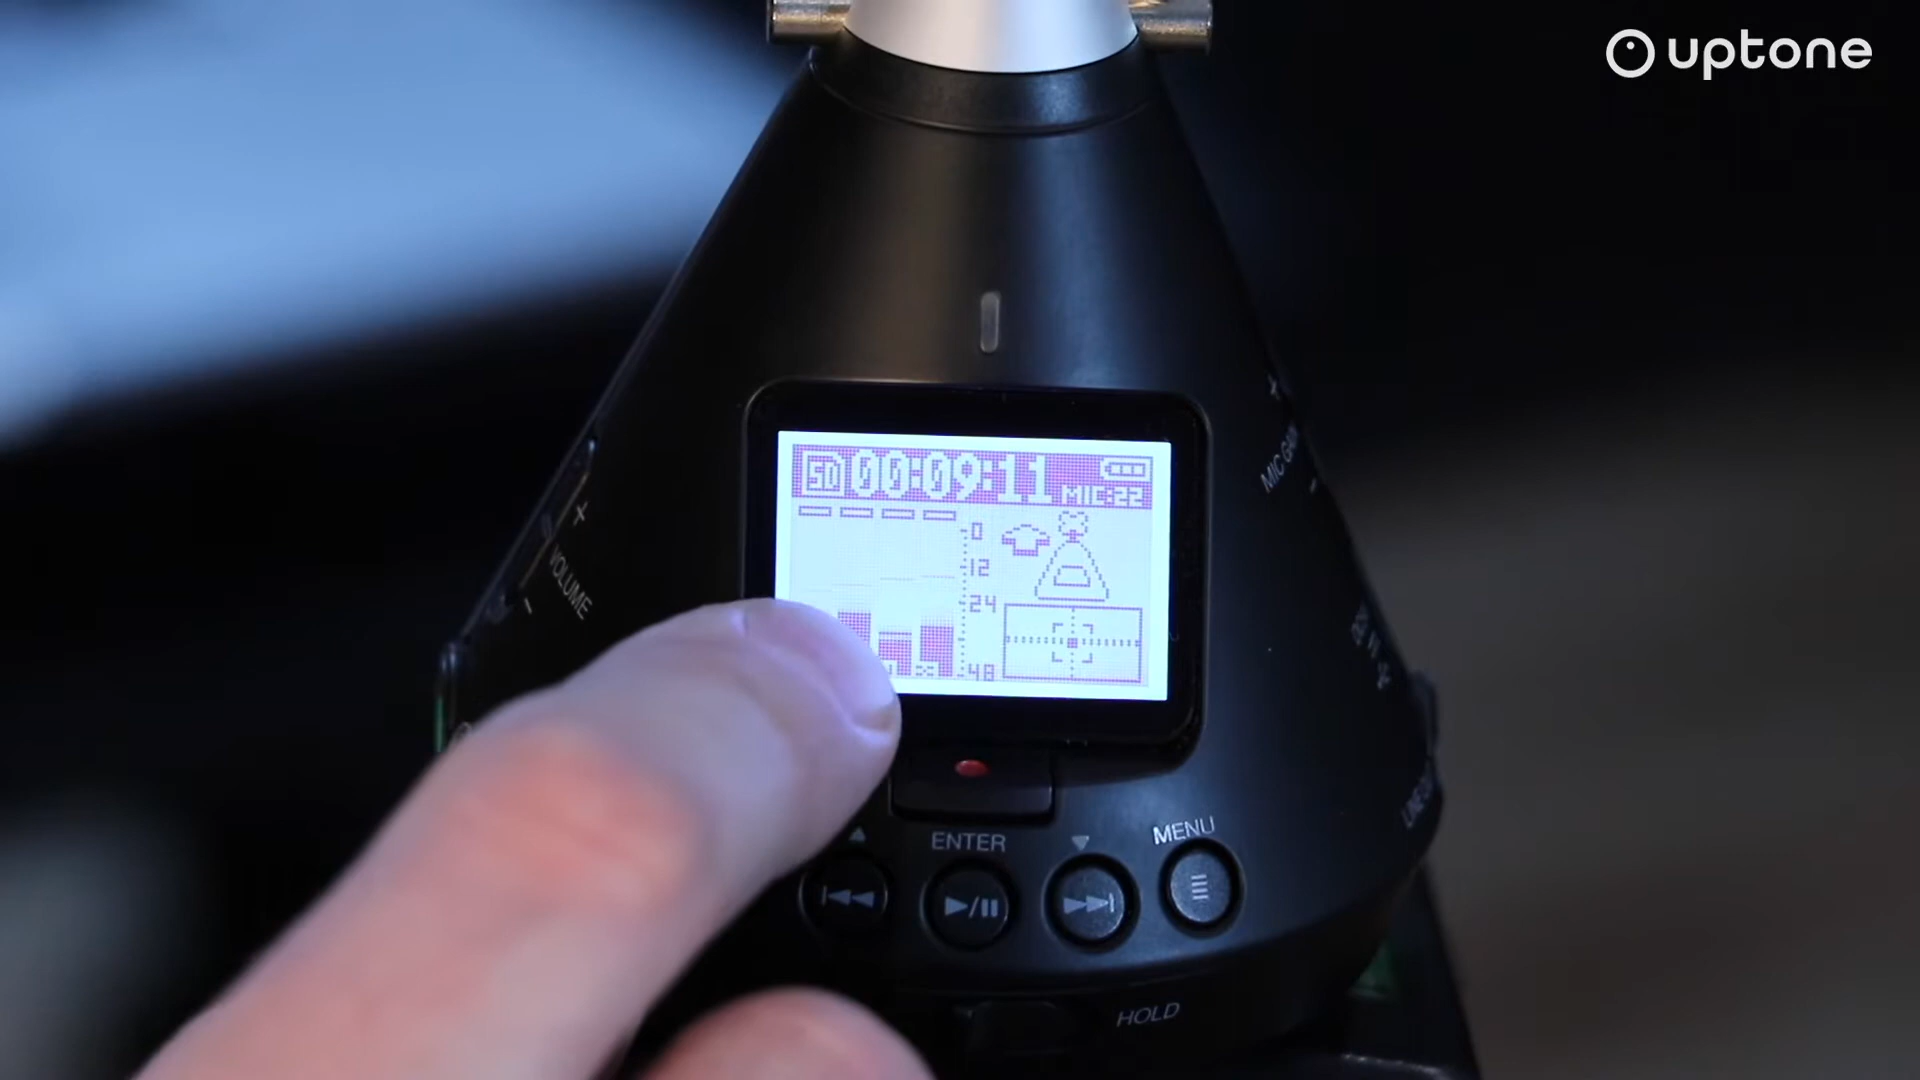 uptone
SD 00:09:11
MIC:22
0
12
24
48
+
VOLUME
-
+
MIC GAIN
-
ENTER
MENU
HOLD